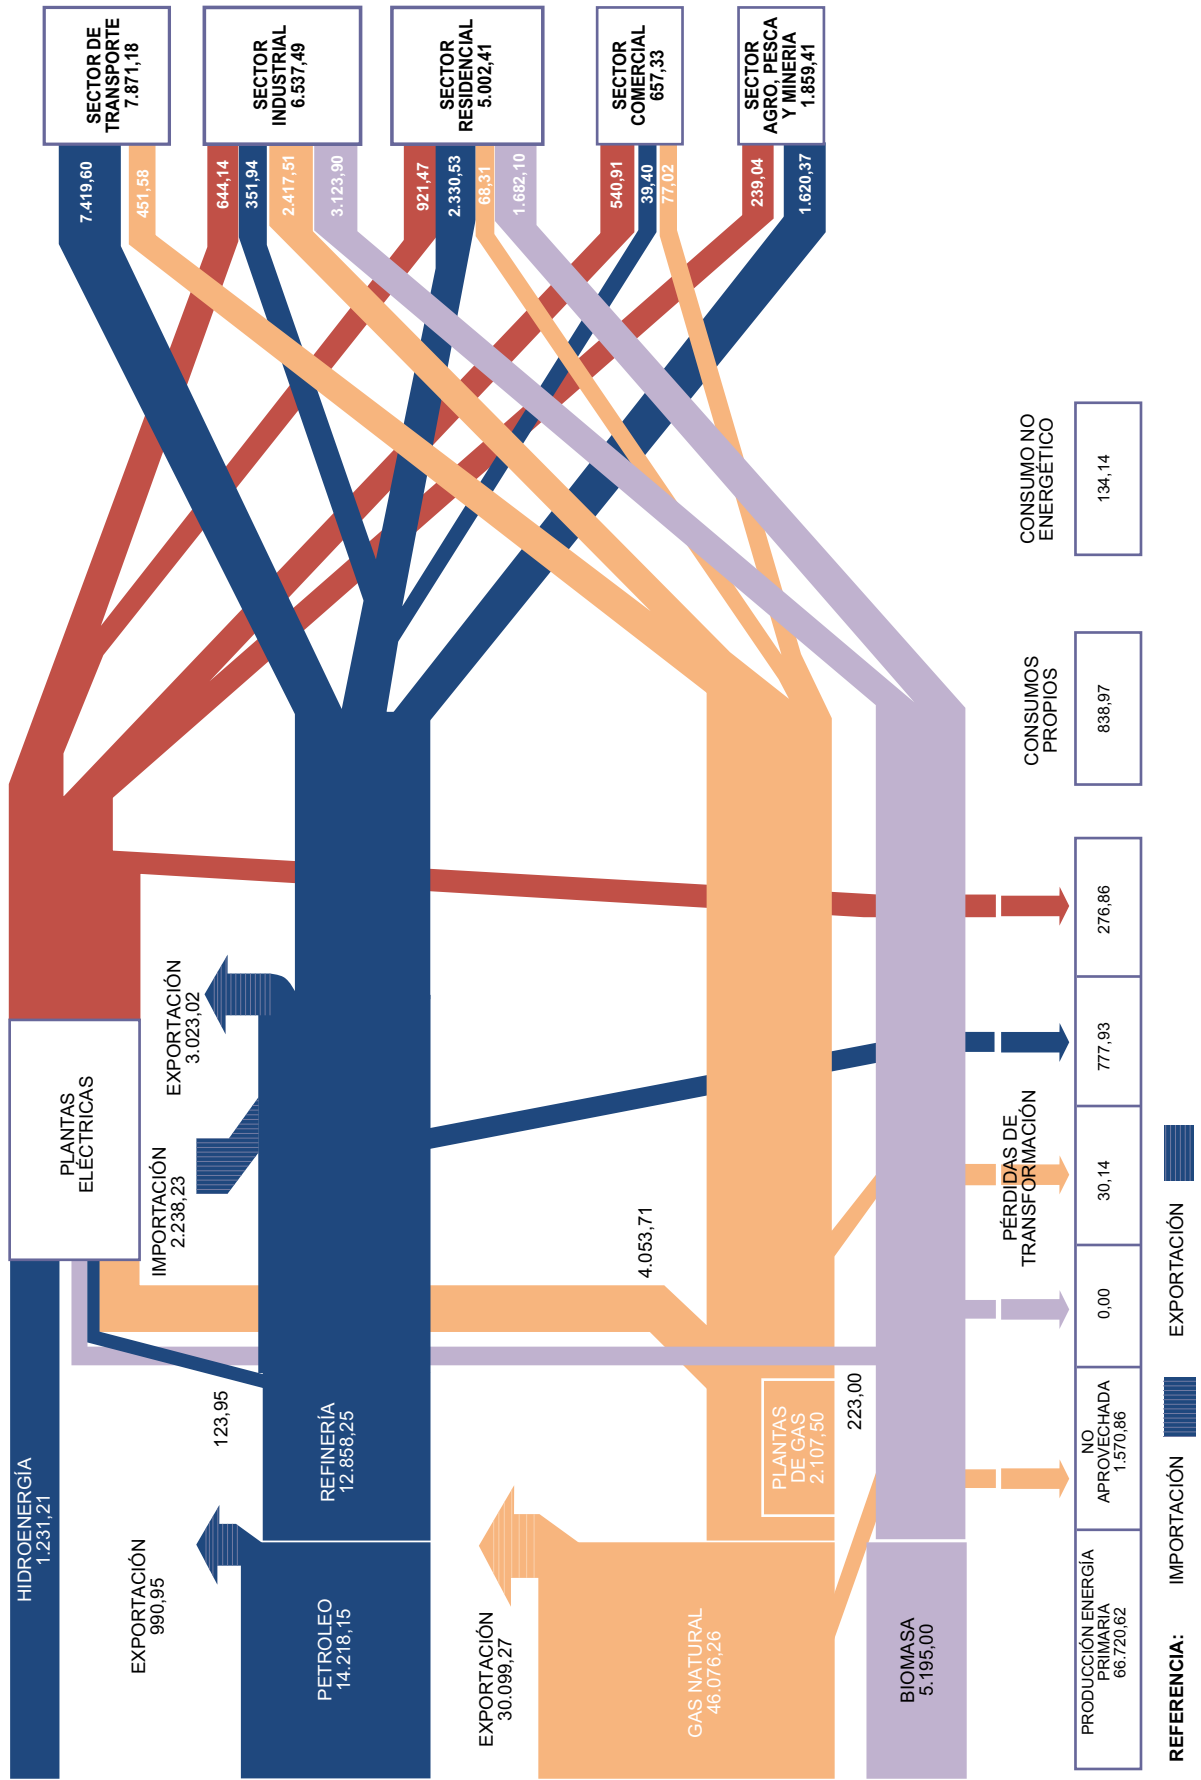 HIDROENERGÍA
1.231,21
EXPORTACIÓN
990,95
PETROLEO
14.218,15
EXPORTACIÓN
30.099,27
GAS NATURAL
46.076,26
BIOMASA
5.195,00
123,95
REFINERÍA
12.858,25
PLANTAS
DE GAS
2.107,50
223,00
4.053,71
PLANTAS
ELÉCTRICAS
IMPORTACIÓN
2.238,23
EXPORTACIÓN
3.023,02
7.419,60
451,58
SECTOR DE
TRANSPORTE
7.871,18
644,14
351,94
2.417,51
3.123,90
SECTOR
INDUSTRIAL
6.537,49
921,47
2.330,53
68,31
1.682,10
SECTOR
RESIDENCIAL
5.002,41
540,91
39,40
77,02
SECTOR
COMERCIAL
657,33
239,04
1.620,37
SECTOR
AGRO, PESCA
Y MINERIA
1.859,41
PÉRDIDAS DE
TRANSFORMACIÓN
CONSUMOS
PROPIOS
CONSUMO NO
ENERGÉTICO
PRODUCCIÓN ENERGÍA
PRIMARIA
66.720,62
NO
APROVECHADA
1.570,86
0,00
30,14
777,93
276,86
838,97
134,14
REFERENCIA:
IMPORTACIÓN
EXPORTACIÓN